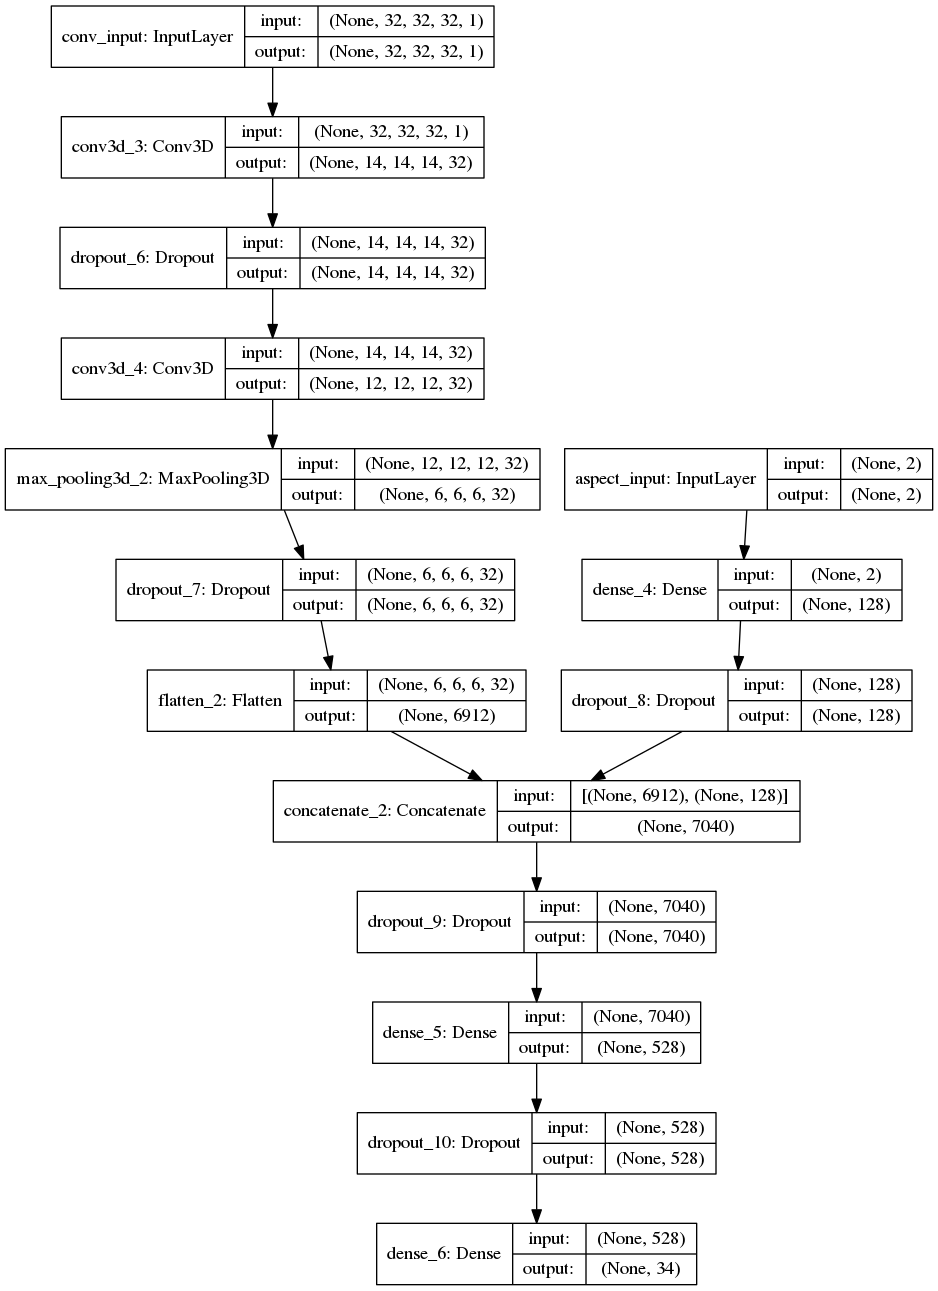 conv_input: InputLayer
input: (None, 32, 32, 32, 1)
output: (None, 32, 32, 32, 1)
conv3d_3: Conv3D
input: (None, 32, 32, 32, 1)
output: (None, 14, 14, 14, 32)
dropout_6: Dropout
input: (None, 14, 14, 14, 32)
output: (None, 14, 14, 14, 32)
conv3d_4: Conv3D
input: (None, 14, 14, 14, 32)
output: (None, 12, 12, 12, 32)
max_pooling3d_2: MaxPooling3D
input: (None, 12, 12, 12, 32)
output: (None, 6, 6, 6, 32)
aspect_input: InputLayer
input: (None, 2)
output: (None, 2)
dropout_7: Dropout
input: (None, 6, 6, 6, 32)
output: (None, 6, 6, 6, 32)
dense_4: Dense
input: (None, 2)
output: (None, 128)
flatten_2: Flatten
input: (None, 6, 6, 6, 32)
output: (None, 6912)
dropout_8: Dropout
input: (None, 128)
output: (None, 128)
concatenate_2: Concatenate
input: [(None, 6912), (None, 128)]
output: (None, 7040)
dropout_9: Dropout
input: (None, 7040)
output: (None, 7040)
dense_5: Dense
input: (None, 7040)
output: (None, 528)
dropout_10: Dropout
input: (None, 528)
output: (None, 528)
dense_6: Dense
input: (None, 528)
output: (None, 34)